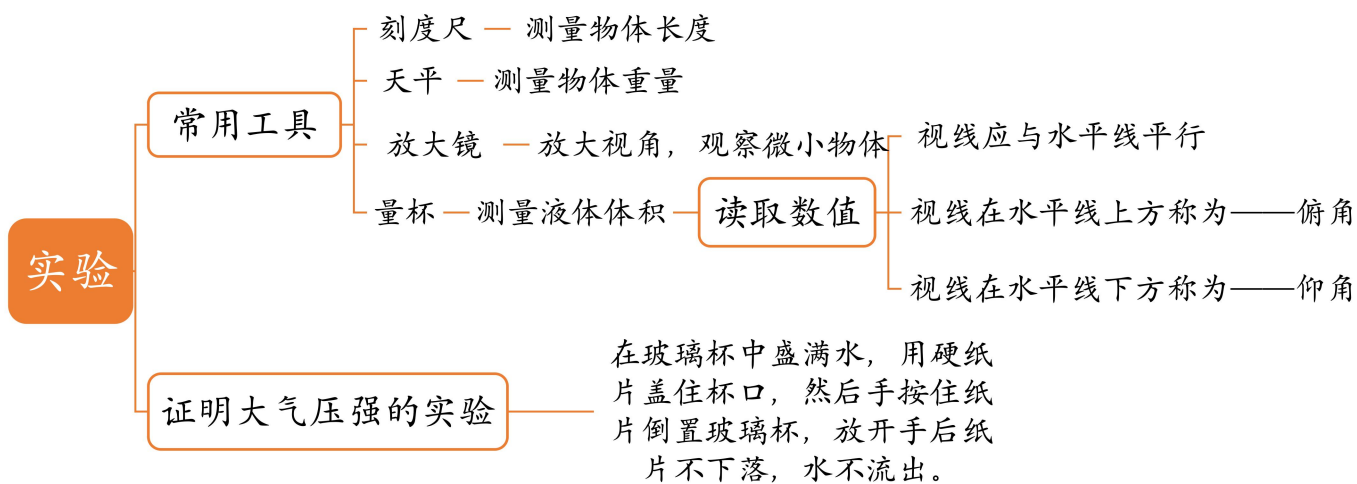 实验
常用工具
刻度尺 — 测量物体长度
天平 — 测量物体重量
放大镜 — 放大视角，观察微小物体
量杯 — 测量液体体积
读取数值
视线应与水平线平行
视线在水平线上方称为——俯角
视线在水平线下方称为——仰角
证明大气压强的实验
在玻璃杯中盛满水，用硬纸
片盖住杯口，然后手按住纸
片倒置玻璃杯，放开手后纸
片不下落，水不流出。